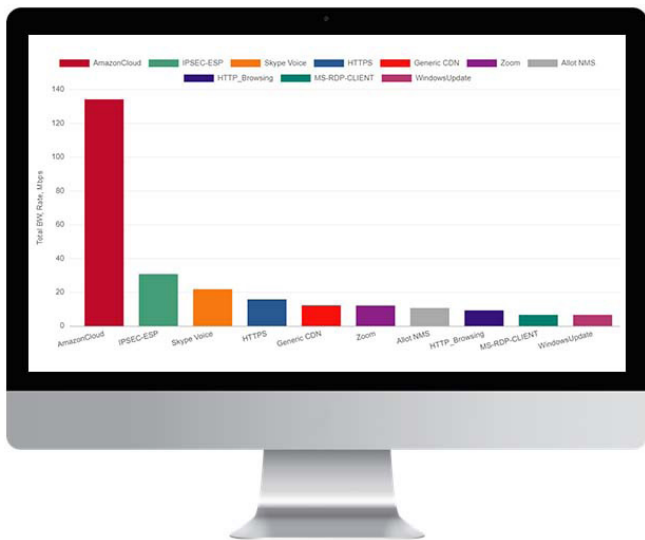 AmazonCloud IPSEC-ESP Skype Voice HTTPS Generic CDN Zoom Allot NMS
HTTP_Browsing MS-RDP-CLIENT WindowsUpdate
140
120
100
80
60
40
20
0
Total BW, Rate, Mbps
AmazonCloud IPSEC-ESP Skype Voice HTTPS Generic CDN Zoom Allot NMS HTTP_Browsing MS-RDP-CLIENT WindowsUpdate